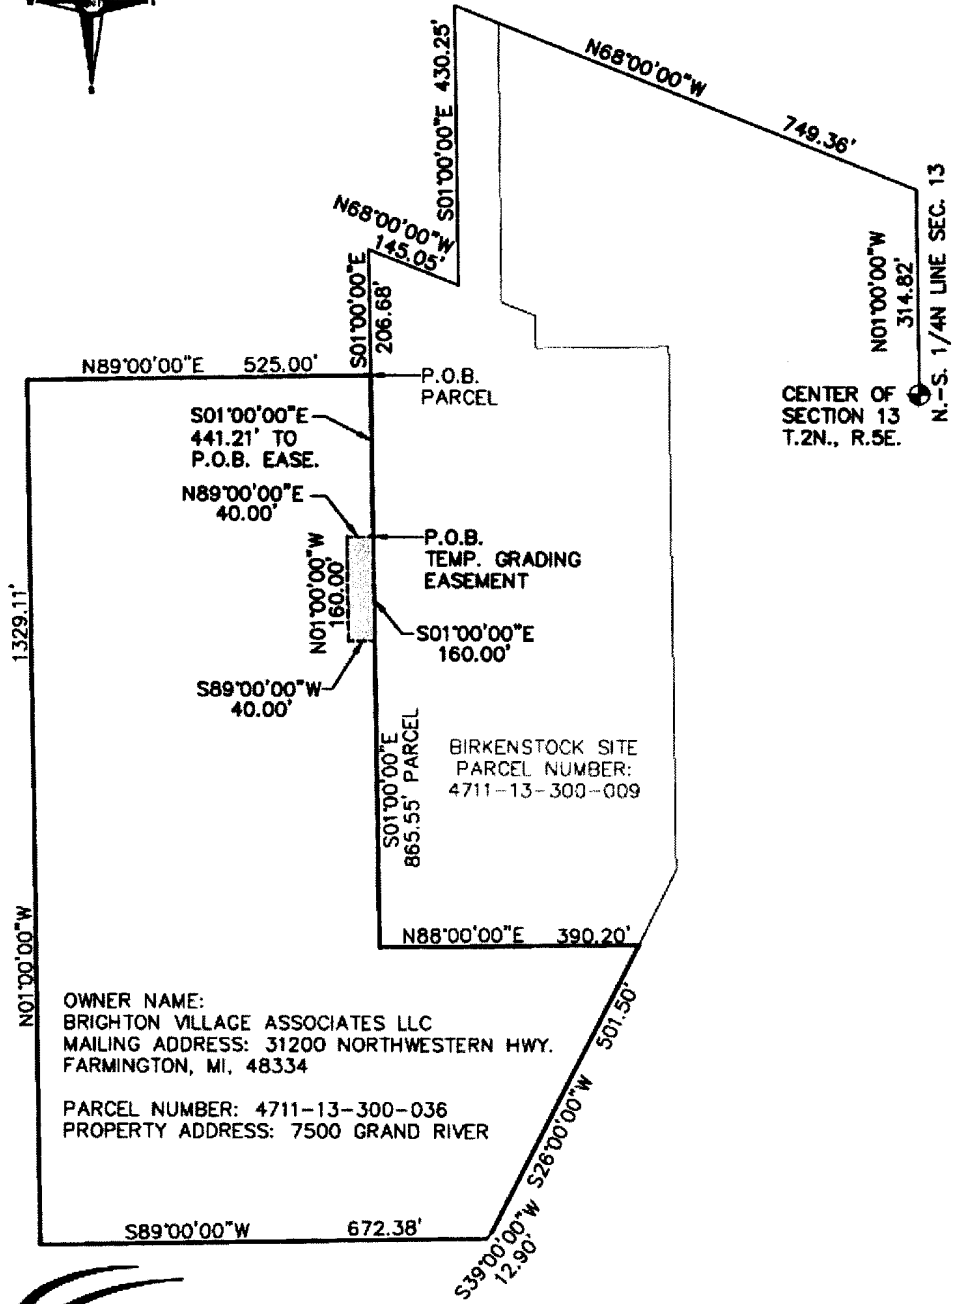 N68°00'00"W
749.36'
S01°00'00"E 430.25'
N68°00'00"W
145.05'
S01°00'00"E
206.68'
N01°00'00"W
314.82'
N.-S. 1/4N LINE SEC. 13
CENTER OF
SECTION 13
T.2N., R.5E.
N89°00'00"E 525.00'
P.O.B.
PARCEL
S01°00'00"E
441.21' TO
P.O.B. EASE.
N89°00'00"E
40.00'
P.O.B.
TEMP. GRADING
EASEMENT
N01°00'00"W
160.00'
S01°00'00"E
160.00'
S89°00'00"W
40.00'
1329.11'
N01°00'00"W
S01°00'00"E
865.55' PARCEL
BIRKENSTOCK SITE
PARCEL NUMBER:
4711-13-300-009
N88°00'00"E 390.20'
OWNER NAME:
BRIGHTON VILLAGE ASSOCIATES LLC
MAILING ADDRESS: 31200 NORTHWESTERN HWY.
FARMINGTON, MI, 48334
PARCEL NUMBER: 4711-13-300-036
PROPERTY ADDRESS: 7500 GRAND RIVER
S26°00'00"W 501.50'
S89°00'00"W 672.38'
S39°00'00"W
12.90'